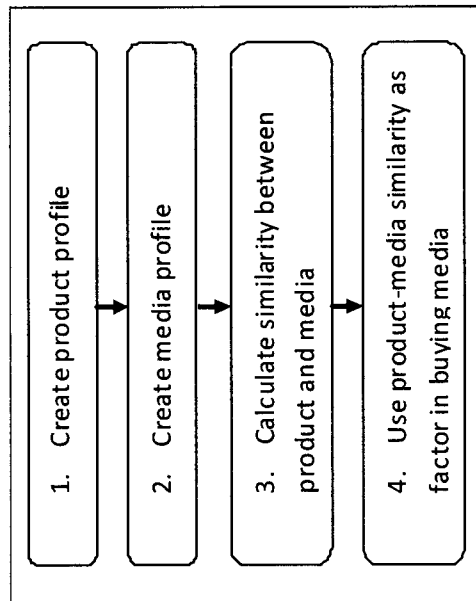 1. Create product profile
2. Create media profile
3. Calculate similarity between
product and media
4. Use product-media similarity as
factor in buying media